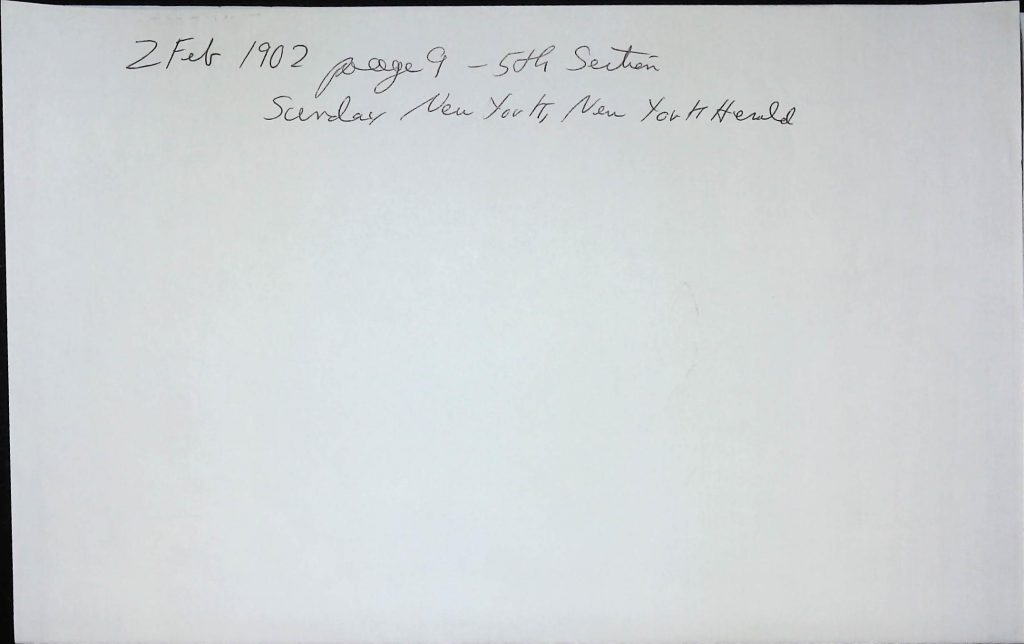 2 Feb 1902 page 9 - 5th Section
Sunday New York, New York Herald